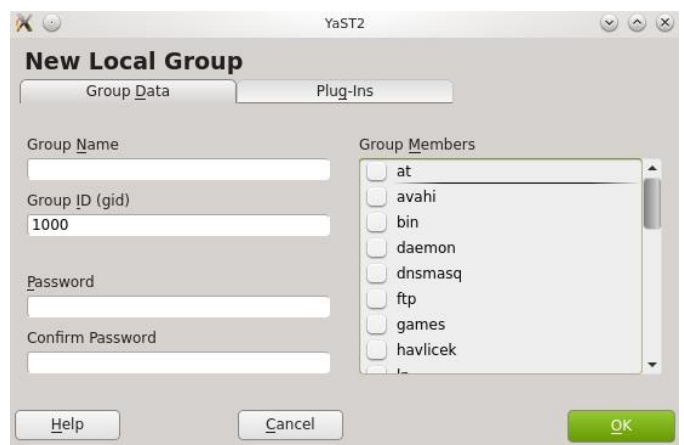 YaST2
New Local Group
Group Data
Plug-Ins
Group Name
Group ID (gid)
1000
Password
Confirm Password
Group Members
at
avahi
bin
daemon
dnsmasq
ftp
games
havlicek
Help
Cancel
OK